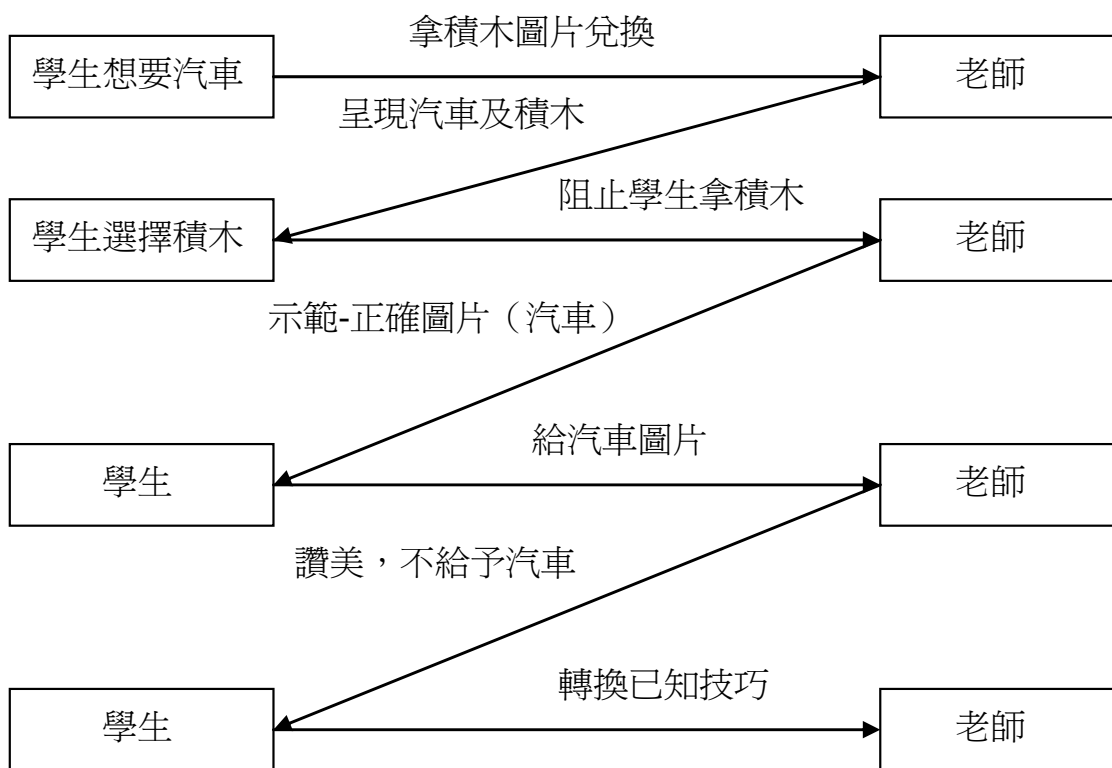 拿積木圖片兌換
學生想要汽車
老師
呈現汽車及積木
阻止學生拿積木
學生選擇積木
老師
示範-正確圖片（汽車）
給汽車圖片
學生
老師
讚美，不給予汽車
轉換已知技巧
學生
老師